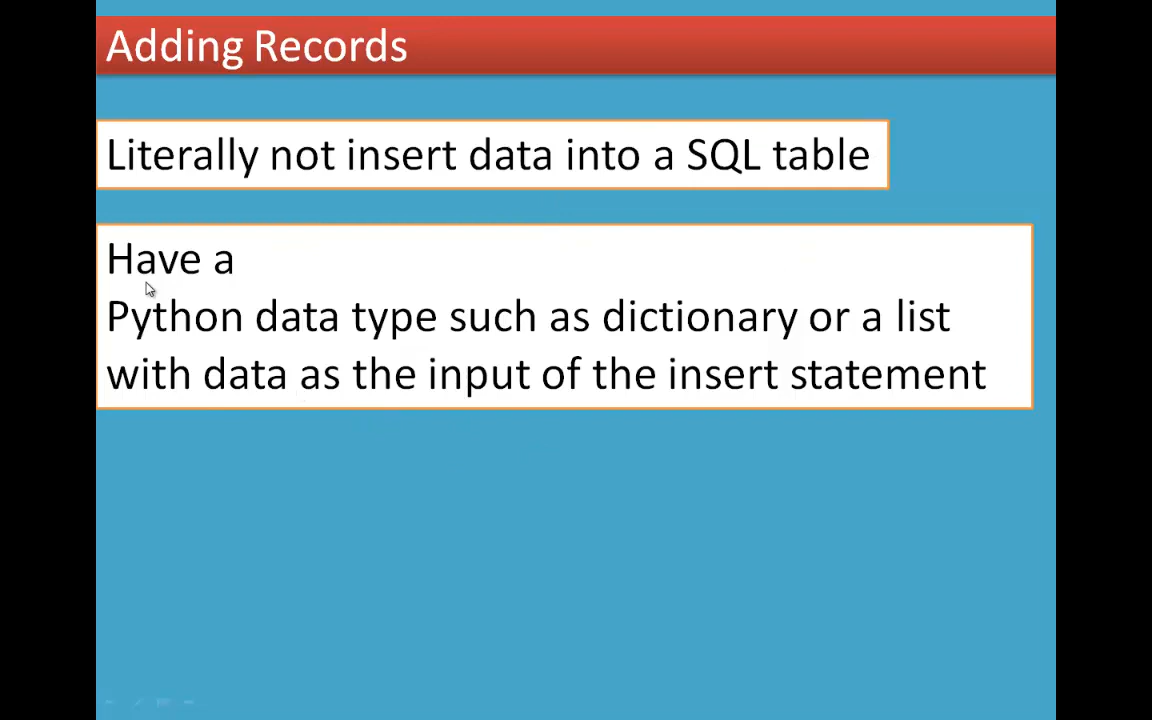 Adding Records
Literally not insert data into a SQL table
Have a
Python data type such as dictionary or a list
with data as the input of the insert statement